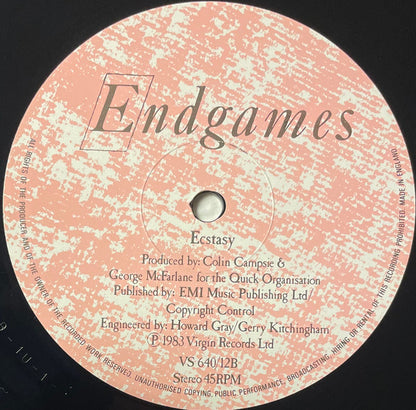 Endgames
Ecstasy
Produced by: Colin Campsie &
George McFarlane for the Quick Organisation
Published by: EMI Music Publishing Ltd/
Copyright Control
Engineered by: Howard Gray/Gerry Kitchingham
℗ 1983 Virgin Records Ltd
VS 640/12B
Stereo 45RPM
ALL RIGHTS OF THE PRODUCER AND OF THE OWNER OF THE RECORDED WORK RESERVED. UNAUTHORISED COPYING, PUBLIC PERFORMANCE, BROADCASTING, HIRING OR RENTAL OF THIS RECORDING PROHIBITED. MADE IN ENGLAND